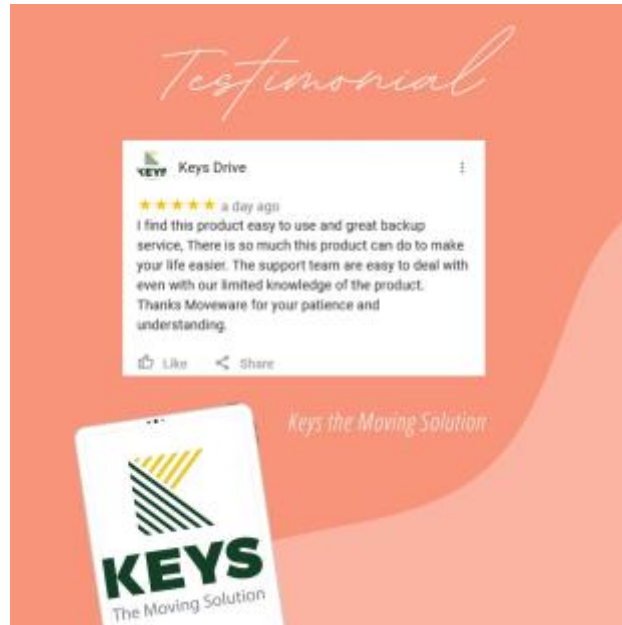 Testimonial
KEYS
Keys Drive
a day ago
I find this product easy to use and great backup
service, There is so much this product can do to make
your life easier. The support team are easy to deal with
even with our limited knowledge of the product.
Thanks Moveware for your patience and
understanding.
Like Share
Keys the Moving Solution
KEYS
The Moving Solution